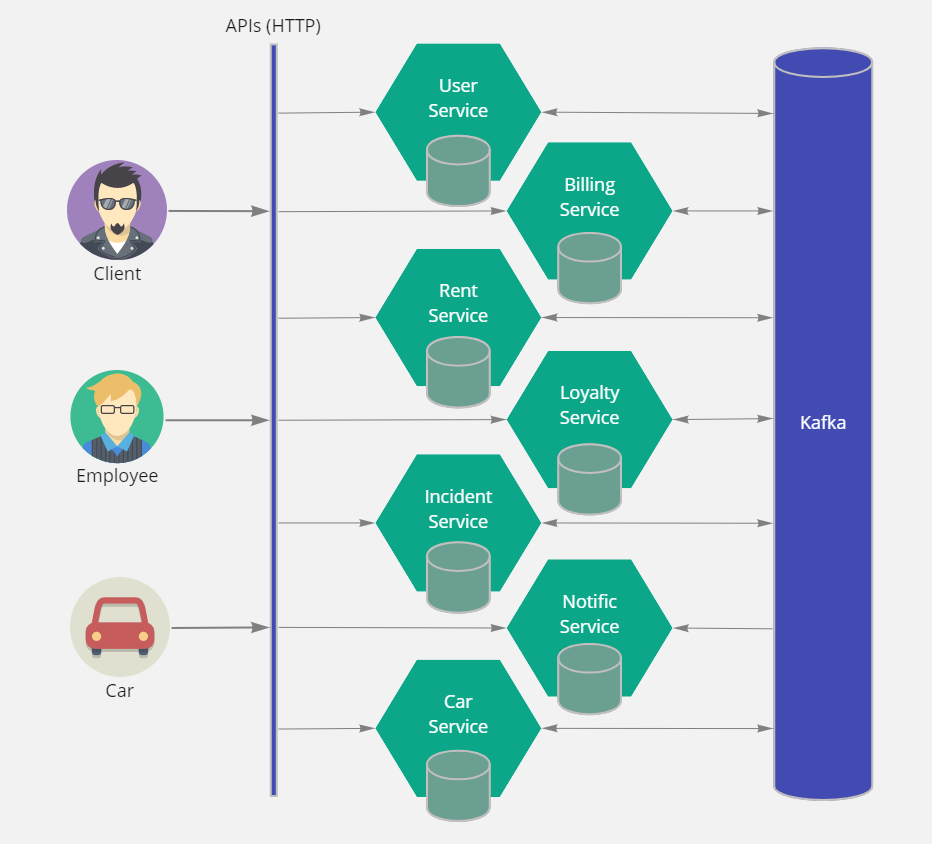 APIs (HTTP)
User
Service
Billing
Service
Client
Rent
Service
Loyalty
Service
Kafka
Employee
Incident
Service
Notific
Service
Car
Car
Service